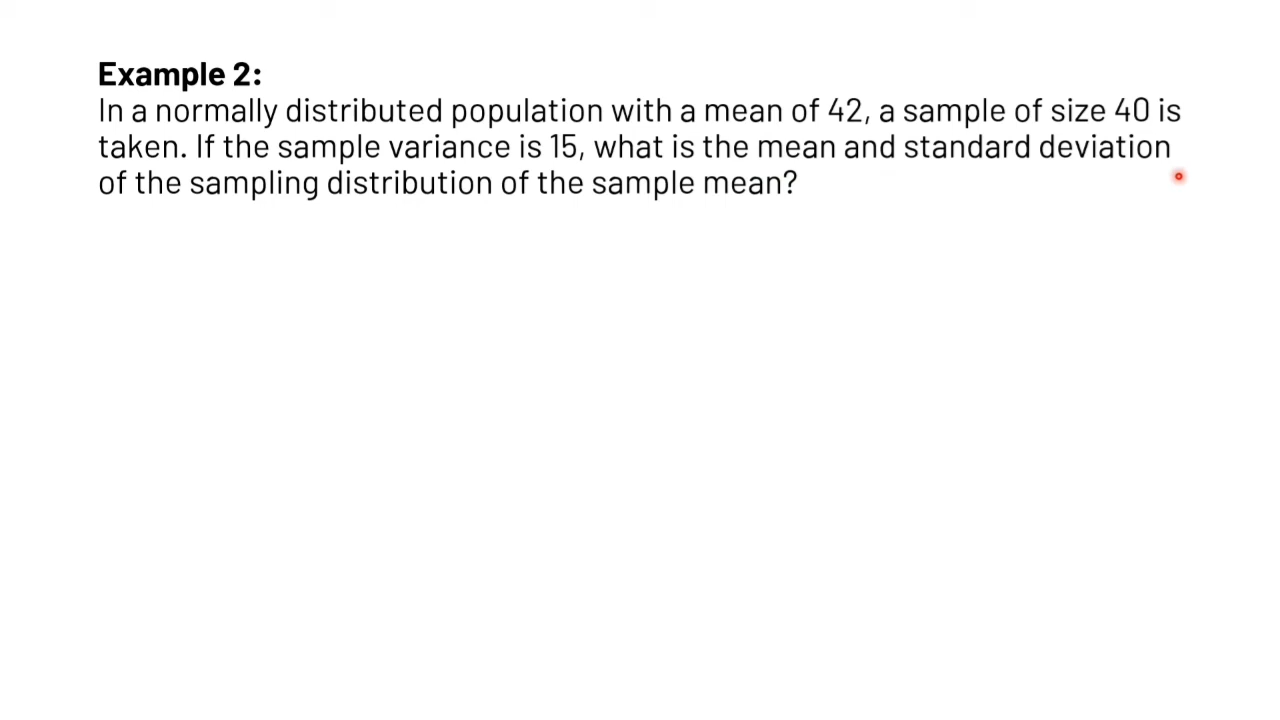 Example 2:
In a normally distributed population with a mean of 42, a sample of size 40 is
taken. If the sample variance is 15, what is the mean and standard deviation
of the sampling distribution of the sample mean?